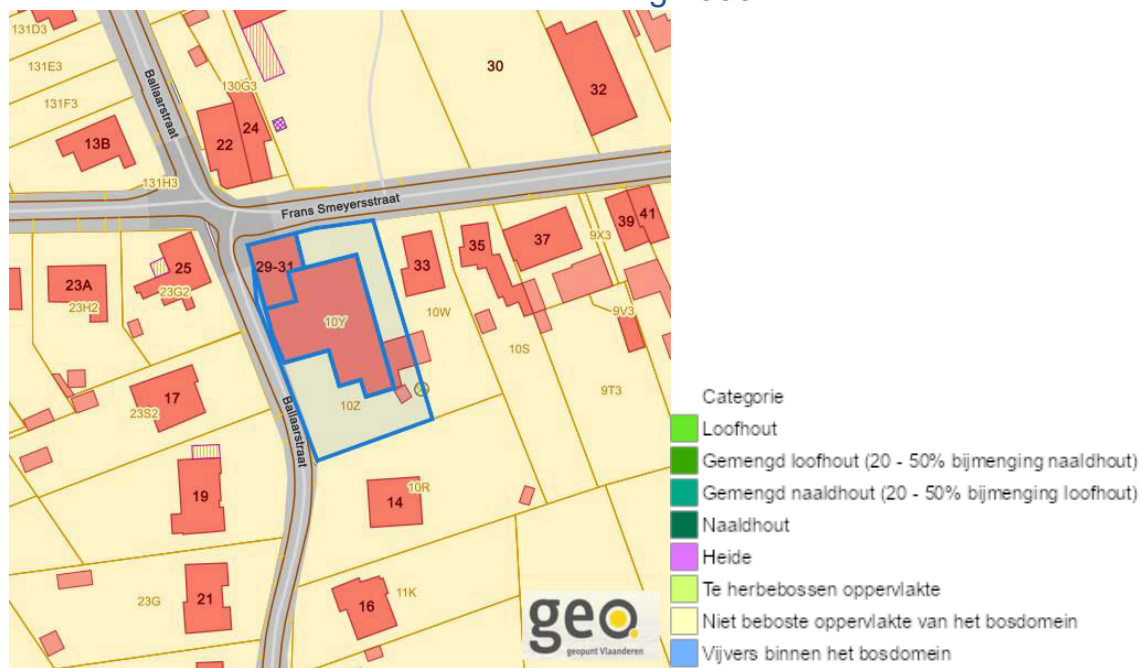 131D3
131E3
131F3
Ballaarstraat
130G3
30
32
13B
22
24
131H3
Frans Smeyersstraat
29-31
33
35
37
9X3
39
41
23A
23H2
25
23G2
10Y
10W
10S
9V3
9T3
17
23S2
10Z
Ballaarstraat
19
14
10R
21
23G
16
11K
geo
geopunt Vlaanderen
Categorie
Loofhout
Gemengd loofhout (20 - 50% bijmenging naaldhout)
Gemengd naaldhout (20 - 50% bijmenging loofhout)
Naaldhout
Heide
Te herbebossen oppervlakte
Niet beboste oppervlakte van het bosdomein
Vijvers binnen het bosdomein